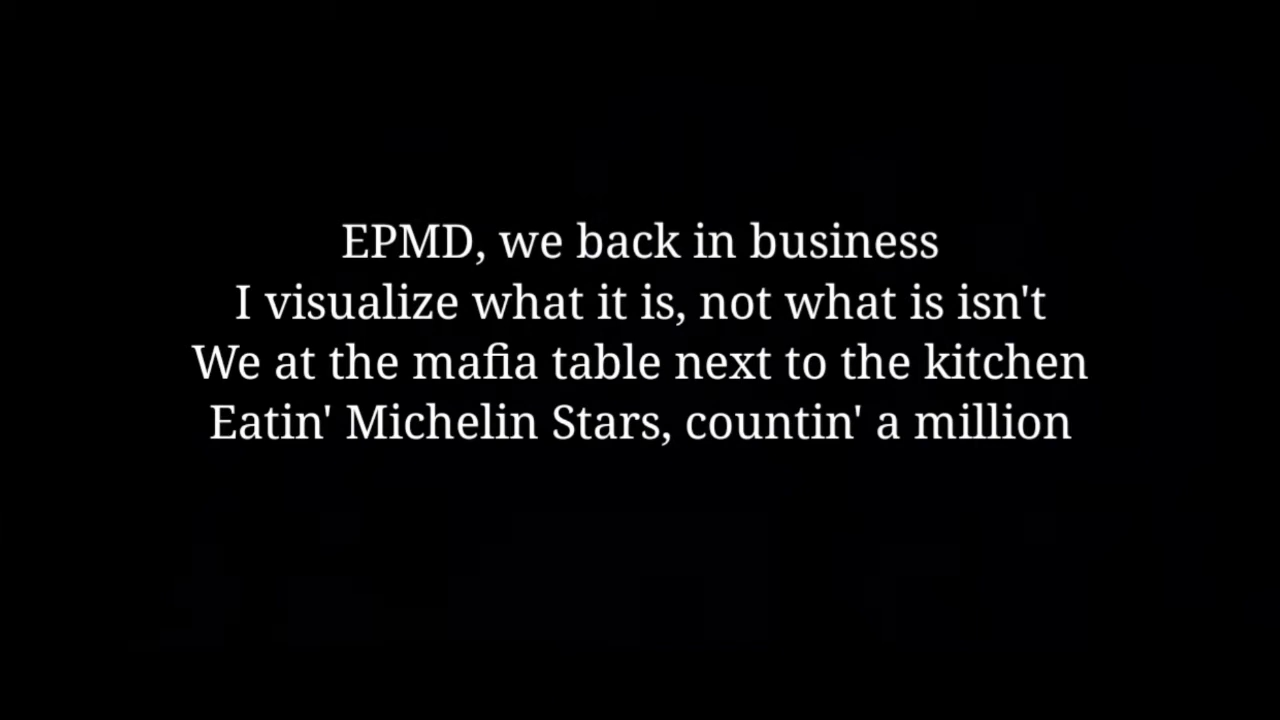 EPMD, we back in business
I visualize what it is, not what is isn't
We at the mafia table next to the kitchen
Eatin' Michelin Stars, countin' a million